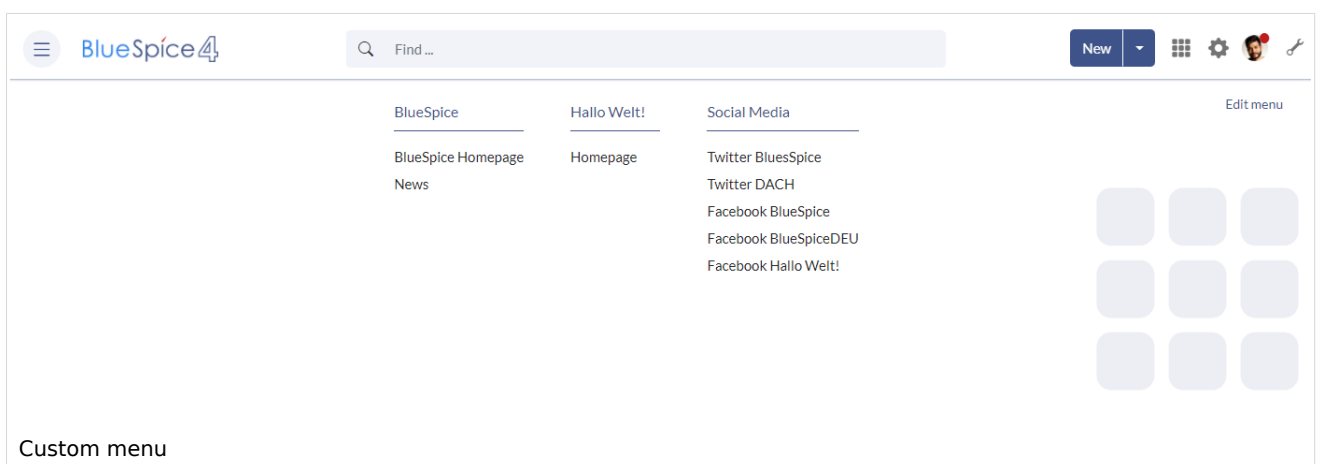 BlueSpice4
Find ...
New
Edit menu
BlueSpice
BlueSpice Homepage
News
Hallo Welt!
Homepage
Social Media
Twitter BluesSpice
Twitter DACH
Facebook BlueSpice
Facebook BlueSpiceDEU
Facebook Hallo Welt!
Custom menu